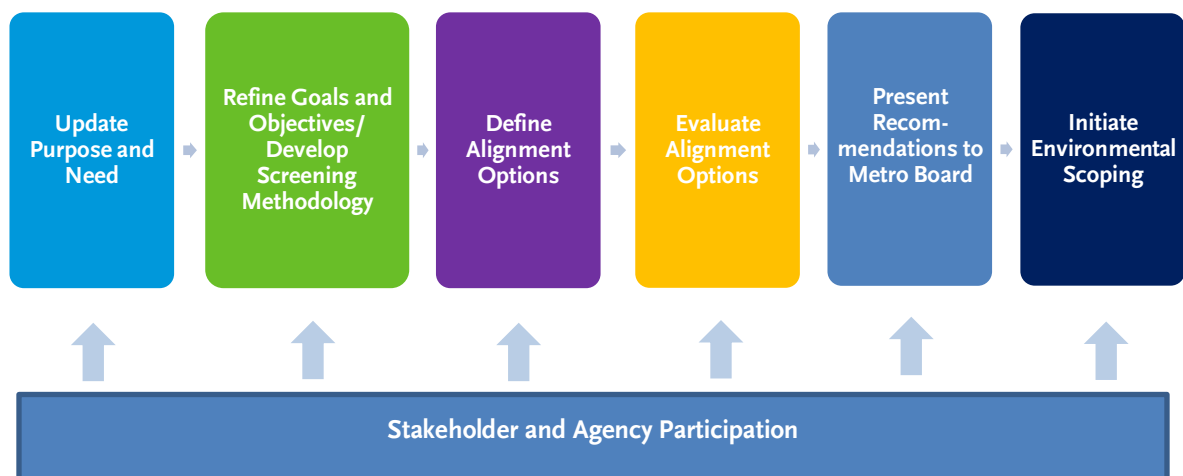 Update
Purpose and
Need
Refine Goals and
Objectives/
Develop
Screening
Methodology
Define
Alignment
Options
Evaluate
Alignment
Options
Present
Recom-
mendations to
Metro Board
Initiate
Environmental
Scoping
Stakeholder and Agency Participation